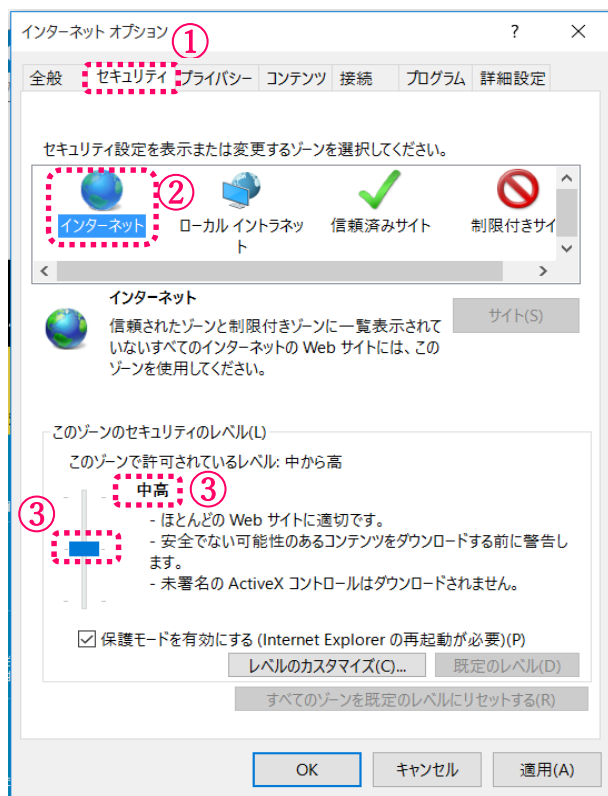 インターネット オプション
①
?
×
全般
セキュリティ
プライバシー
コンテンツ
接続
プログラム
詳細設定
セキュリティ設定を表示または変更するゾーンを選択してください。
②
インターネット
ローカル イントラネッ
ト
信頼済みサイト
制限付きサイ
インターネット
信頼されたゾーンと制限付きゾーンに一覧表示されて
いないすべてのインターネットの Web サイトには、この
ゾーンを使用してください。
サイト(S)
このゾーンのセキュリティのレベル(L)
このゾーンで許可されているレベル: 中から高
中高
③
③
- ほとんどの Web サイトに適切です。
- 安全でない可能性のあるコンテンツをダウンロードする前に警告し
ます。
- 未署名の ActiveX コントロールはダウンロードされません。
保護モードを有効にする (Internet Explorer の再起動が必要)(P)
レベルのカスタマイズ(C)...
既定のレベル(D)
すべてのゾーンを既定のレベルにリセットする(R)
OK
キャンセル
適用(A)